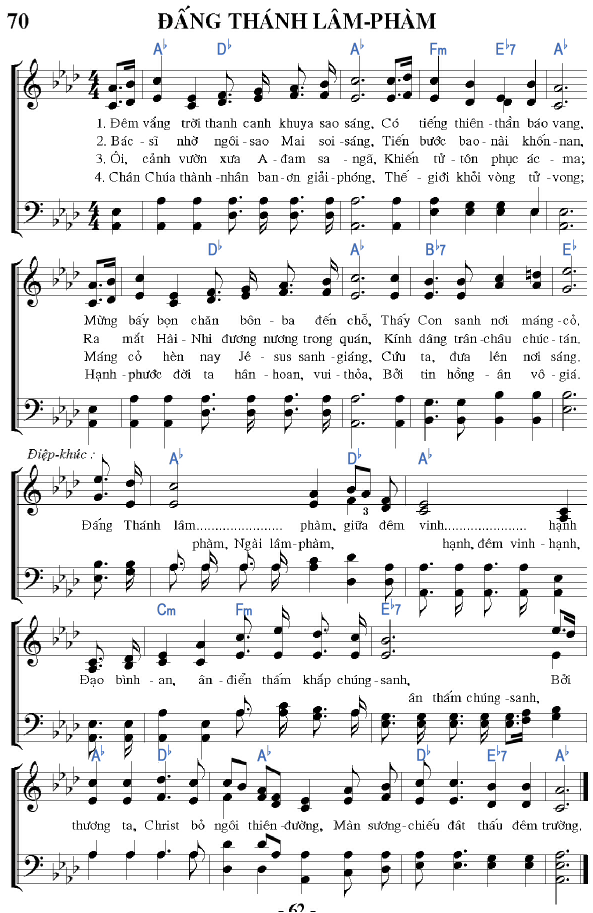 70 ĐẤNG THÁNH LÂM-PHÀM
A♭ D♭ A♭ Fm E♭7 A♭
4 4
1. Đêm vắng trời thanh canh khuya sao sáng, Có tiếng thiên-thần báo vang,
2. Bác-sĩ nhờ ngôi-sao Mai soi-sáng, Tiến bước bao-nài khốn-nan,
3. Ôi, cảnh vườn xưa A-đam sa-ngã, Khiến tử-tôn phục ác-ma;
4. Chân Chúa thành-nhân ban-ơn giải-phóng, Thế-giới khỏi vòng tử-vong;
4 4
D♭ A♭ B♭7 E♭
Mừng bấy bọn chăn bôn-ba đến chỗ, Thấy Con sanh nơi máng-cỏ,
Ra mắt Hài-Nhi đương nương trong quán, Kính dâng trân-châu chúc-tán.
Máng cỏ hèn nay Jê-sus sanh-giáng, Cứu ta, đưa lên nơi sáng.
Hạnh-phước đời ta hân-hoan, vui-thỏa, Bởi tin hồng-ân vô-giá.
Điệp-khúc :
A♭ D♭ A♭
3
Đấng Thánh lâm.................. phàm, giữa đêm vinh..................... hạnh
phàm, Ngài lâm-phàm, hạnh, đêm vinh-hạnh,
Cm Fm E♭7
Đạo bình-an, ân-điển thấm khắp chúng-sanh, Bởi
ân thấm chúng-sanh,
A♭ D♭ A♭ D♭ E♭7 A♭
thương ta, Christ bỏ ngôi thiên-đường, Màn sương-chiếu đất thấu đêm trường.
- 62 -